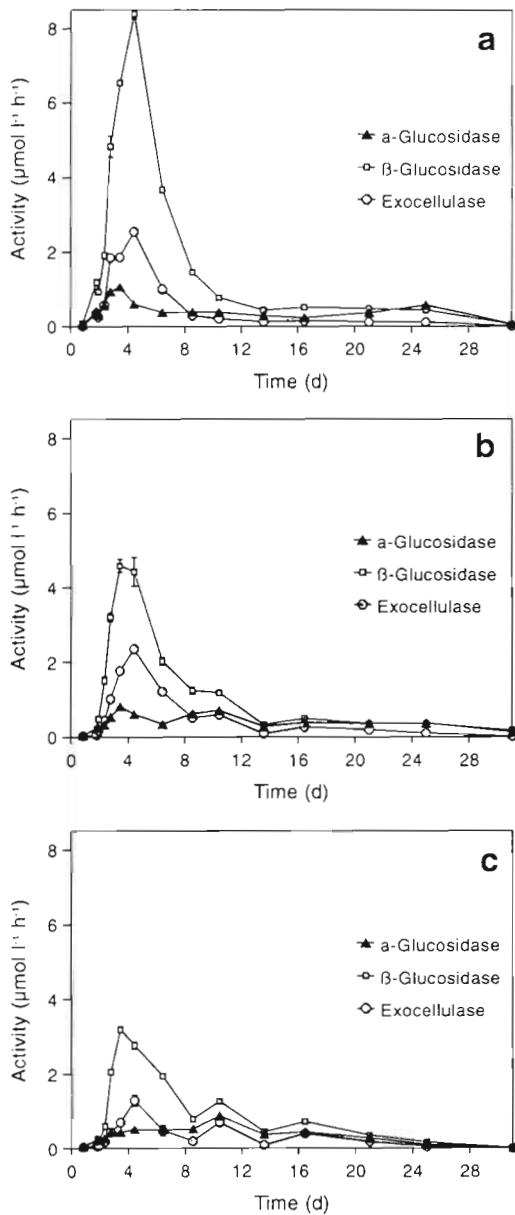 a
Activity (µmol l⁻¹ h⁻¹)
8
6
4
2
0
a-Glucosidase
ß-Glucosidase
Exocellulase
0 4 8 12 16 20 24 28
Time (d)
b
Activity (µmol l⁻¹ h⁻¹)
8
6
4
2
0
a-Glucosidase
ß-Glucosidase
Exocellulase
0 4 8 12 16 20 24 28
Time (d)
c
Activity (µmol l⁻¹ h⁻¹)
8
6
4
2
0
a-Glucosidase
ß-Glucosidase
Exocellulase
0 4 8 12 16 20 24 28
Time (d)